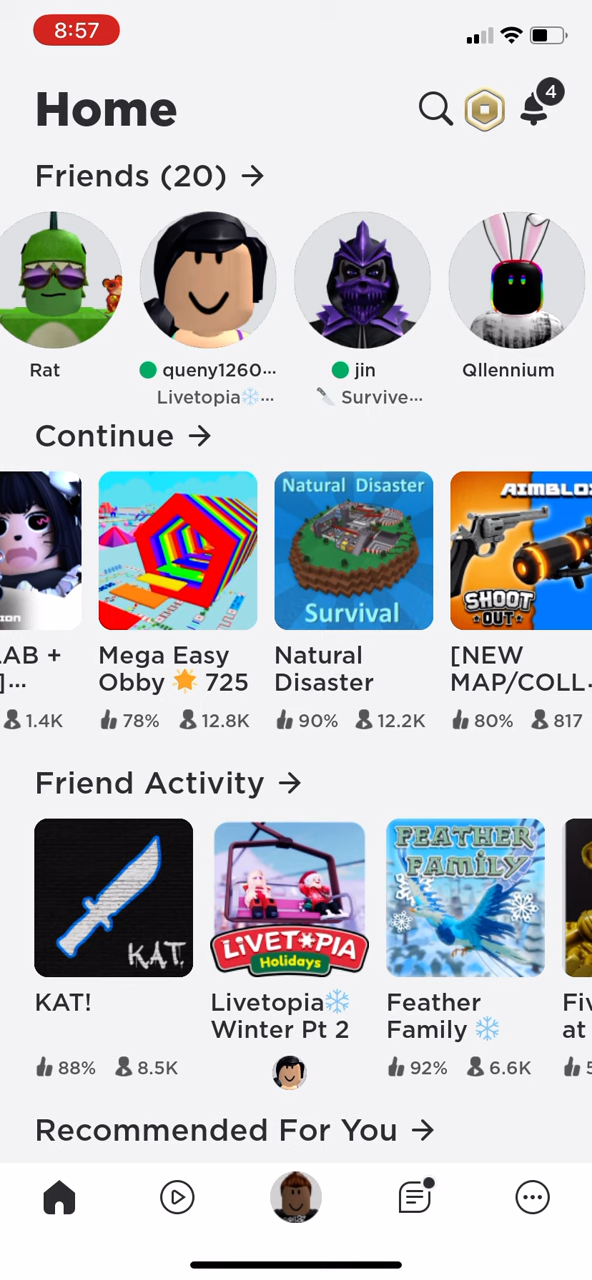 8:57
Home
4
Friends (20) →
Rat
queny1260...
jin
Qllennium
Livetopia❄️...
🔪 Survive...
Continue →
Natural Disaster
Survival
AIMBLOX
SHOOT
OUT
LAB +
]...
Mega Easy
Obby 🌟 725
Natural
Disaster
[NEW
MAP/COLL
1.4K
78%
12.8K
90%
12.2K
80%
817
Friend Activity →
KAT
LIVETOPIA
Holidays
FEATHER
FAMILY
KAT!
Livetopia❄️
Winter Pt 2
Feather
Family ❄️
Fiv
at
88%
8.5K
92%
6.6K
Recommended For You →